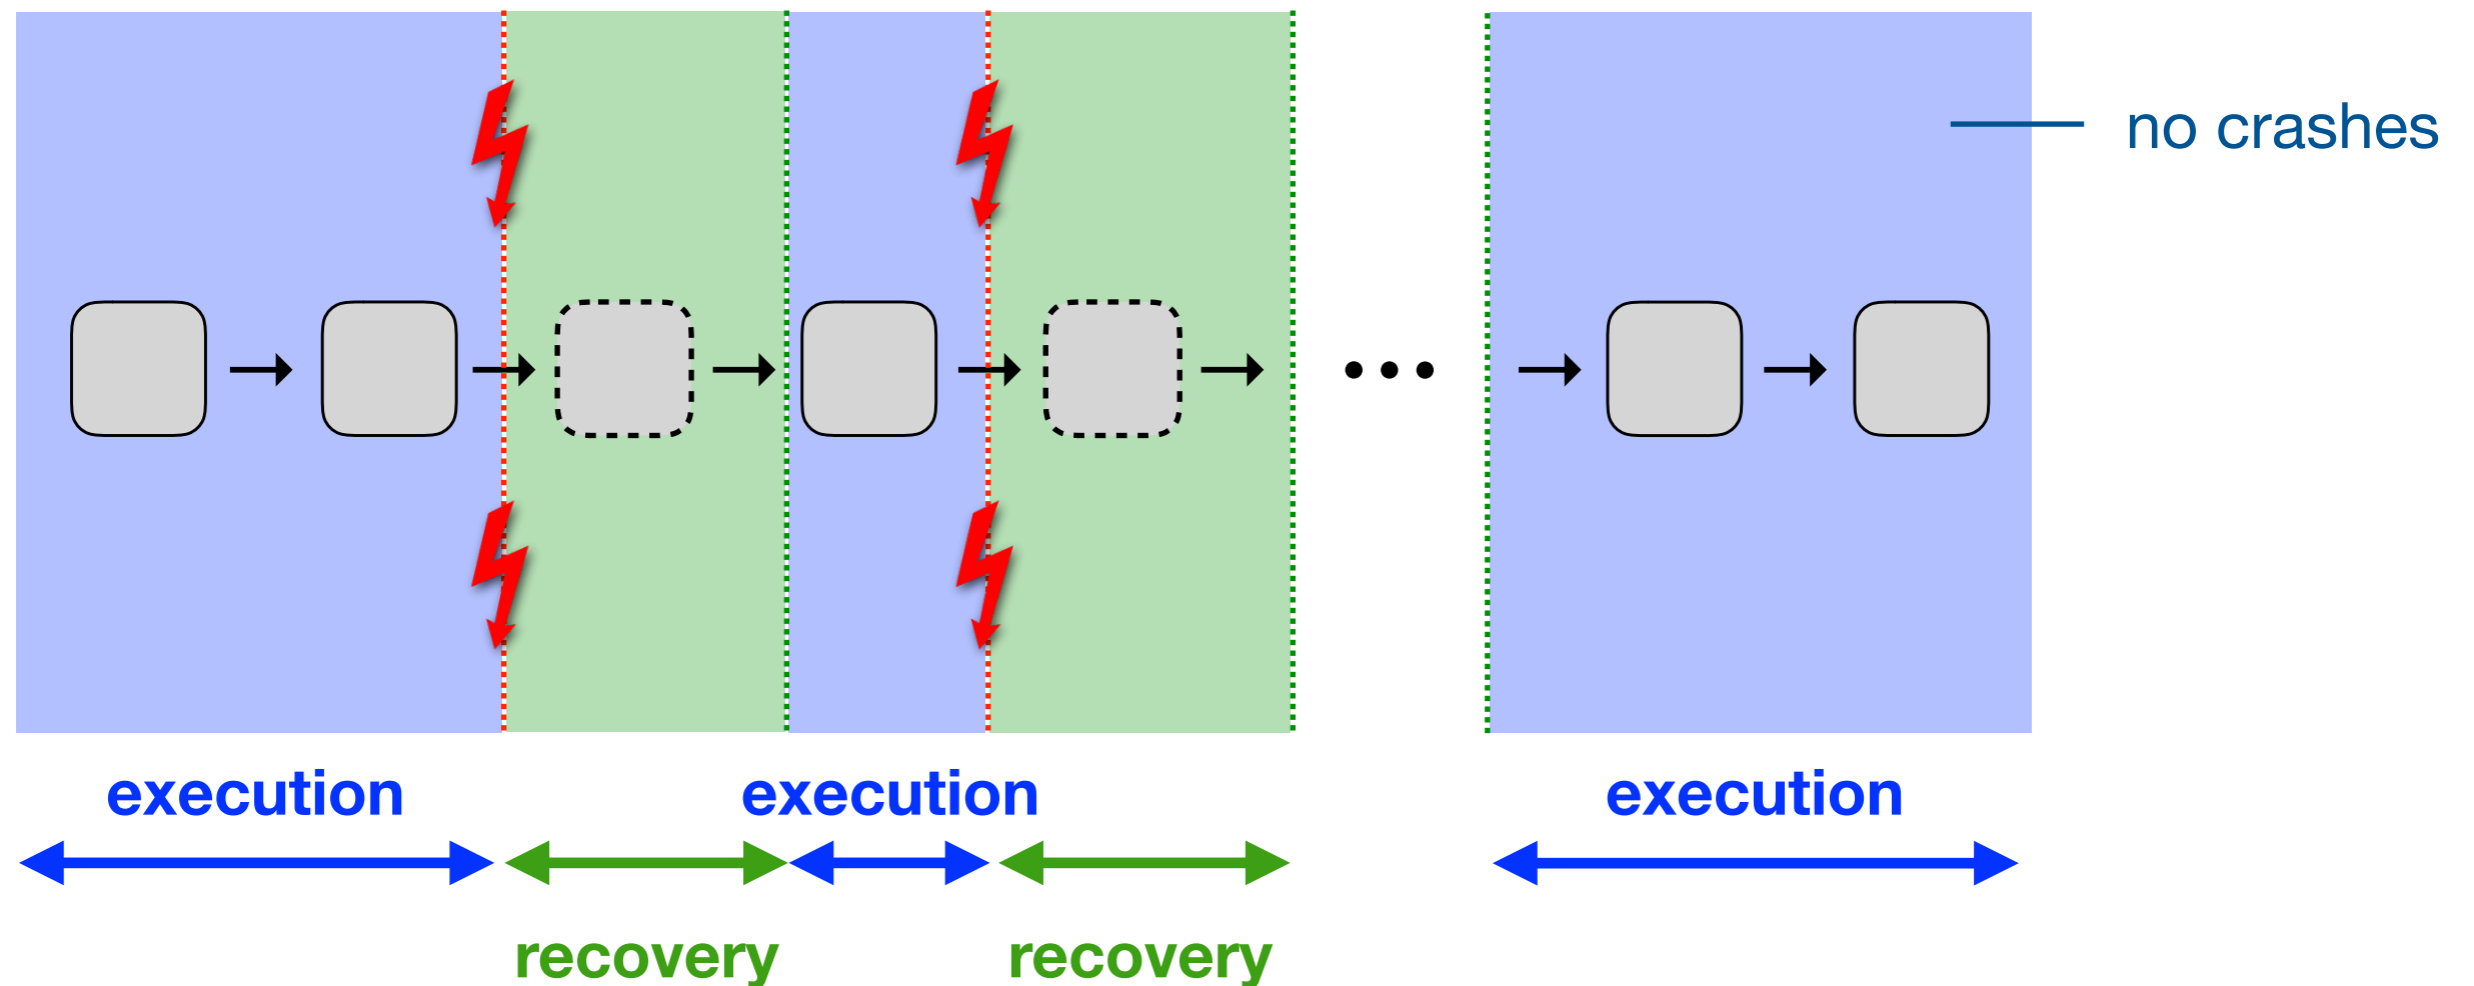 no crashes
execution
execution
execution
recovery
recovery